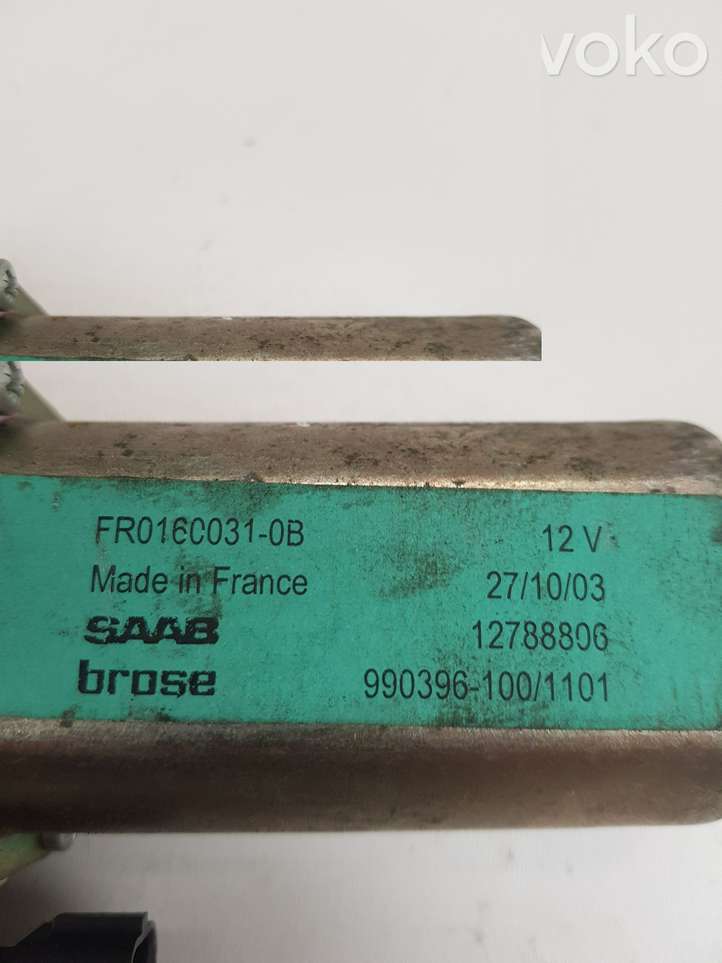 voko
FR016C031-0B 12 V
Made in France 27/10/03
SAAB 12788806
brose 990396-100/1101